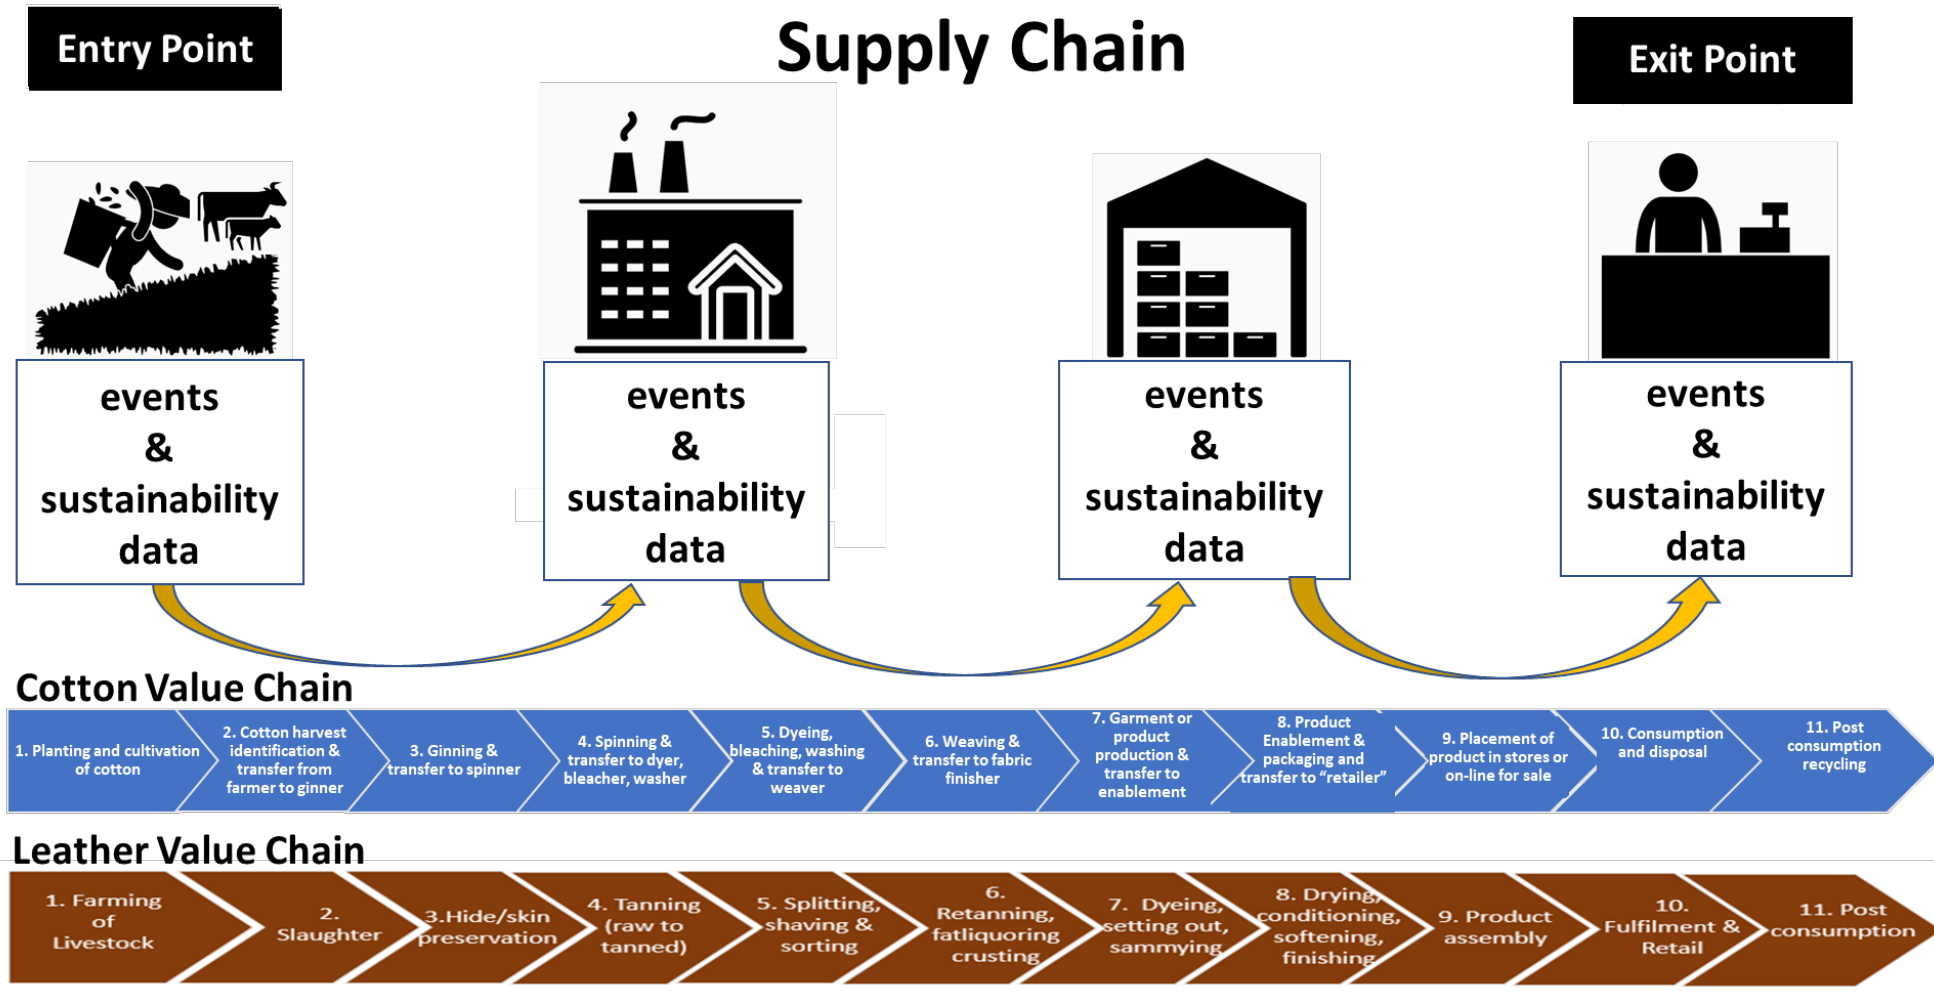 Entry Point
Supply Chain
Exit Point
events
&
sustainability
data
events
&
sustainability
data
events
&
sustainability
data
events
&
sustainability
data
Cotton Value Chain
1. Planting and cultivation
of cotton
2. Cotton harvest
identification &
transfer from
farmer to ginner
3. Ginning &
transfer to spinner
4. Spinning &
transfer to dyer,
bleacher, washer
5. Dyeing,
bleaching, washing
& transfer to
weaver
6. Weaving &
transfer to fabric
finisher
7. Garment or
product
production &
transfer to
enablement
8. Product
Enablement &
packaging and
transfer to “retailer”
9. Placement of
product in stores or
on-line for sale
10. Consumption
and disposal
11. Post
consumption
recycling
Leather Value Chain
1. Farming
of
Livestock
2.
Slaughter
3.Hide/skin
preservation
4. Tanning
(raw to
tanned)
5. Splitting,
shaving &
sorting
6.
Retanning,
fatliquoring
crusting
7. Dyeing,
setting out,
sammying
8. Drying,
conditioning,
softening,
finishing
9. Product
assembly
10.
Fulfilment &
Retail
11. Post
consumption